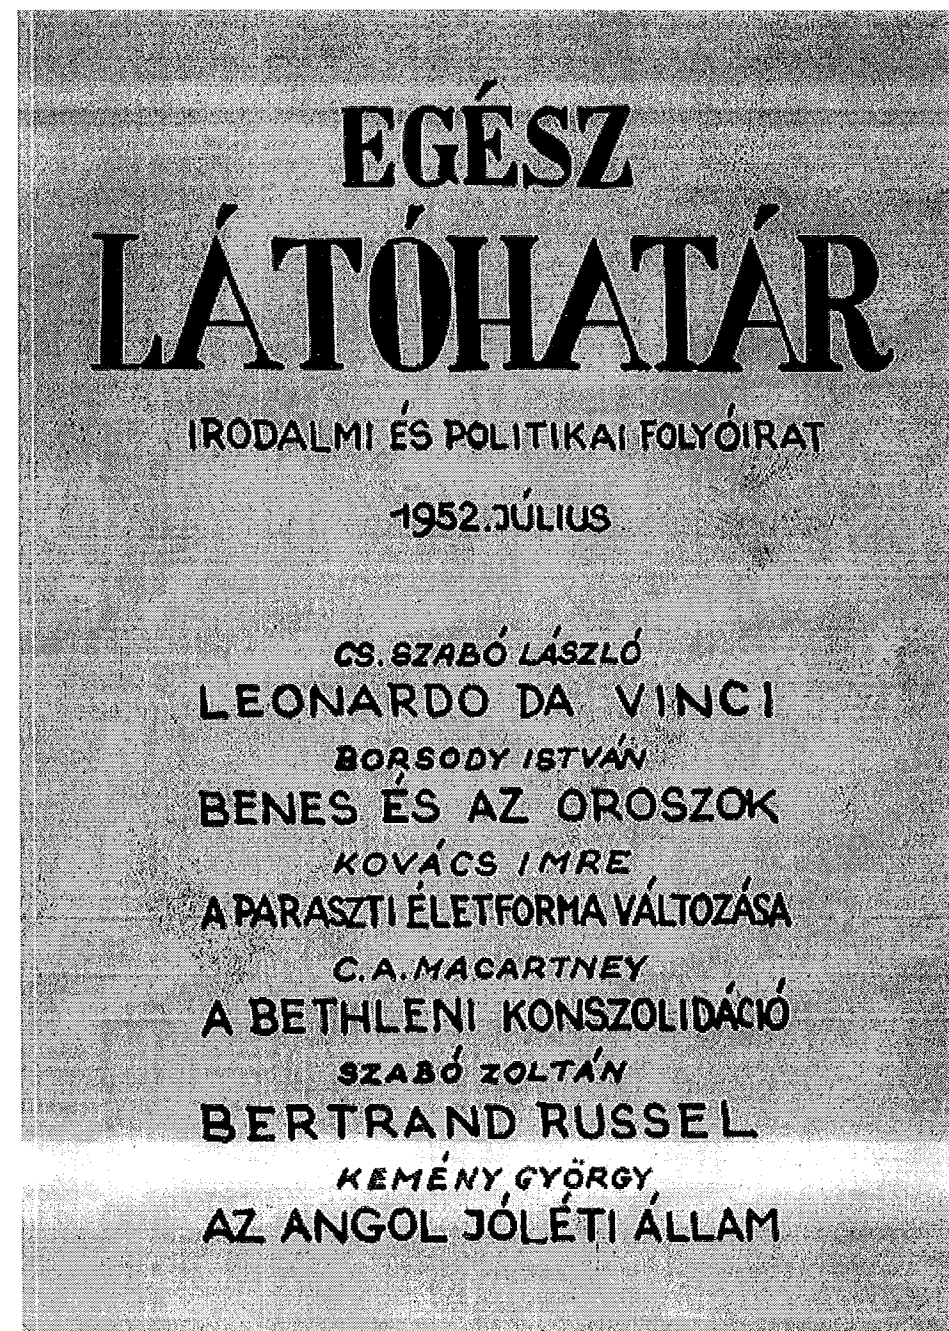 EGÉSZ
LÁTÓHATÁR
IRODALMI ÉS POLITIKAI FOLYÓIRAT
1952. JÚLIUS
CS. SZABÓ LÁSZLÓ
LEONARDO DA VINCI
BORSODY ISTVÁN
BENES ÉS AZ OROSZOK
KOVÁCS IMRE
A PARASZTI ÉLETFORMA VÁLTOZÁSA
C. A. MACARTNEY
A BETHLENI KONSZOLIDÁCIÓ
SZABÓ ZOLTÁN
BERTRAND RUSSEL
KEMÉNY GYÖRGY
AZ ANGOL JÓLÉTI ÁLLAM